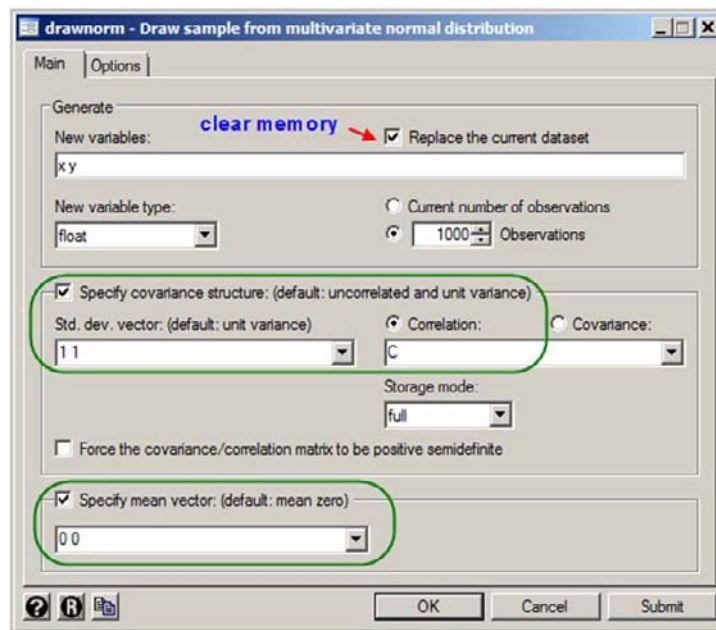 drawnorm - Draw sample from multivariate normal distribution
Main Options
Generate
New variables:
clear memory
Replace the current dataset
x y
New variable type:
float
Current number of observations
1000 Observations
Specify covariance structure: (default: uncorrelated and unit variance)
Std. dev. vector: (default: unit variance)
Correlation:
Covariance:
1 1
C
Storage mode:
full
Force the covariance/correlation matrix to be positive semidefinite
Specify mean vector: (default: mean zero)
0 0
? R
OK Cancel Submit